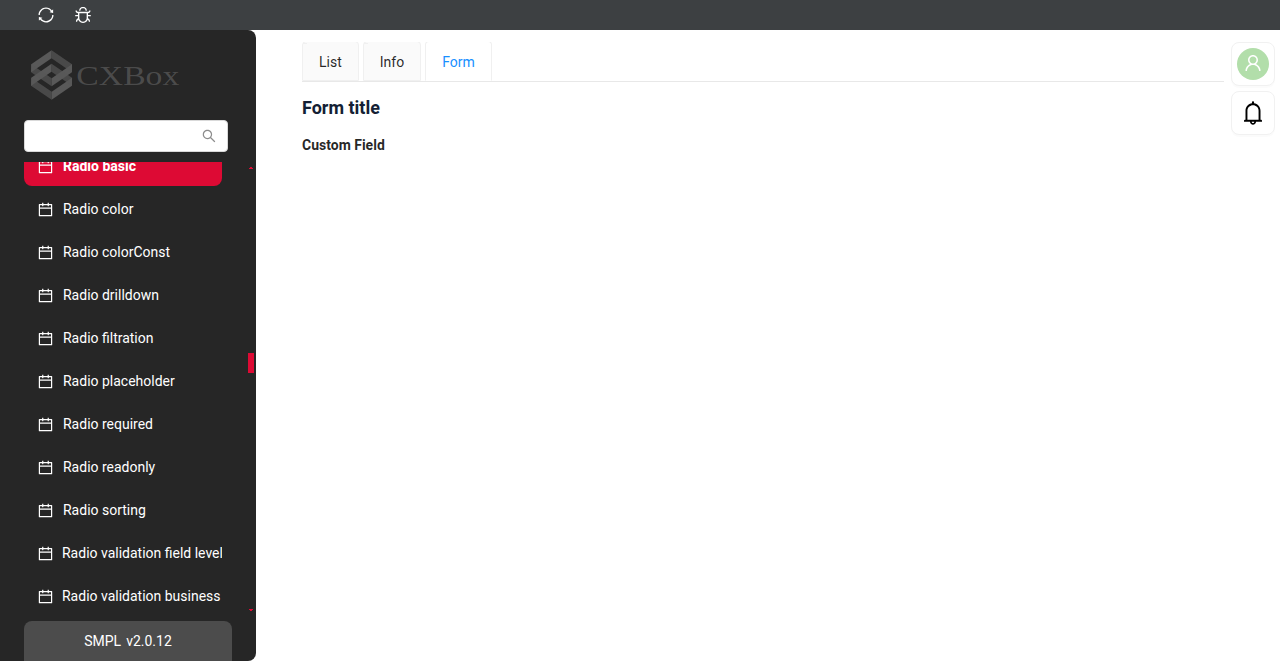 CXBox
Radio basic
Radio color
Radio colorConst
Radio drilldown
Radio filtration
Radio placeholder
Radio required
Radio readonly
Radio sorting
Radio validation field level
Radio validation business
SMPL v2.0.12
List Info Form
Form title
Custom Field